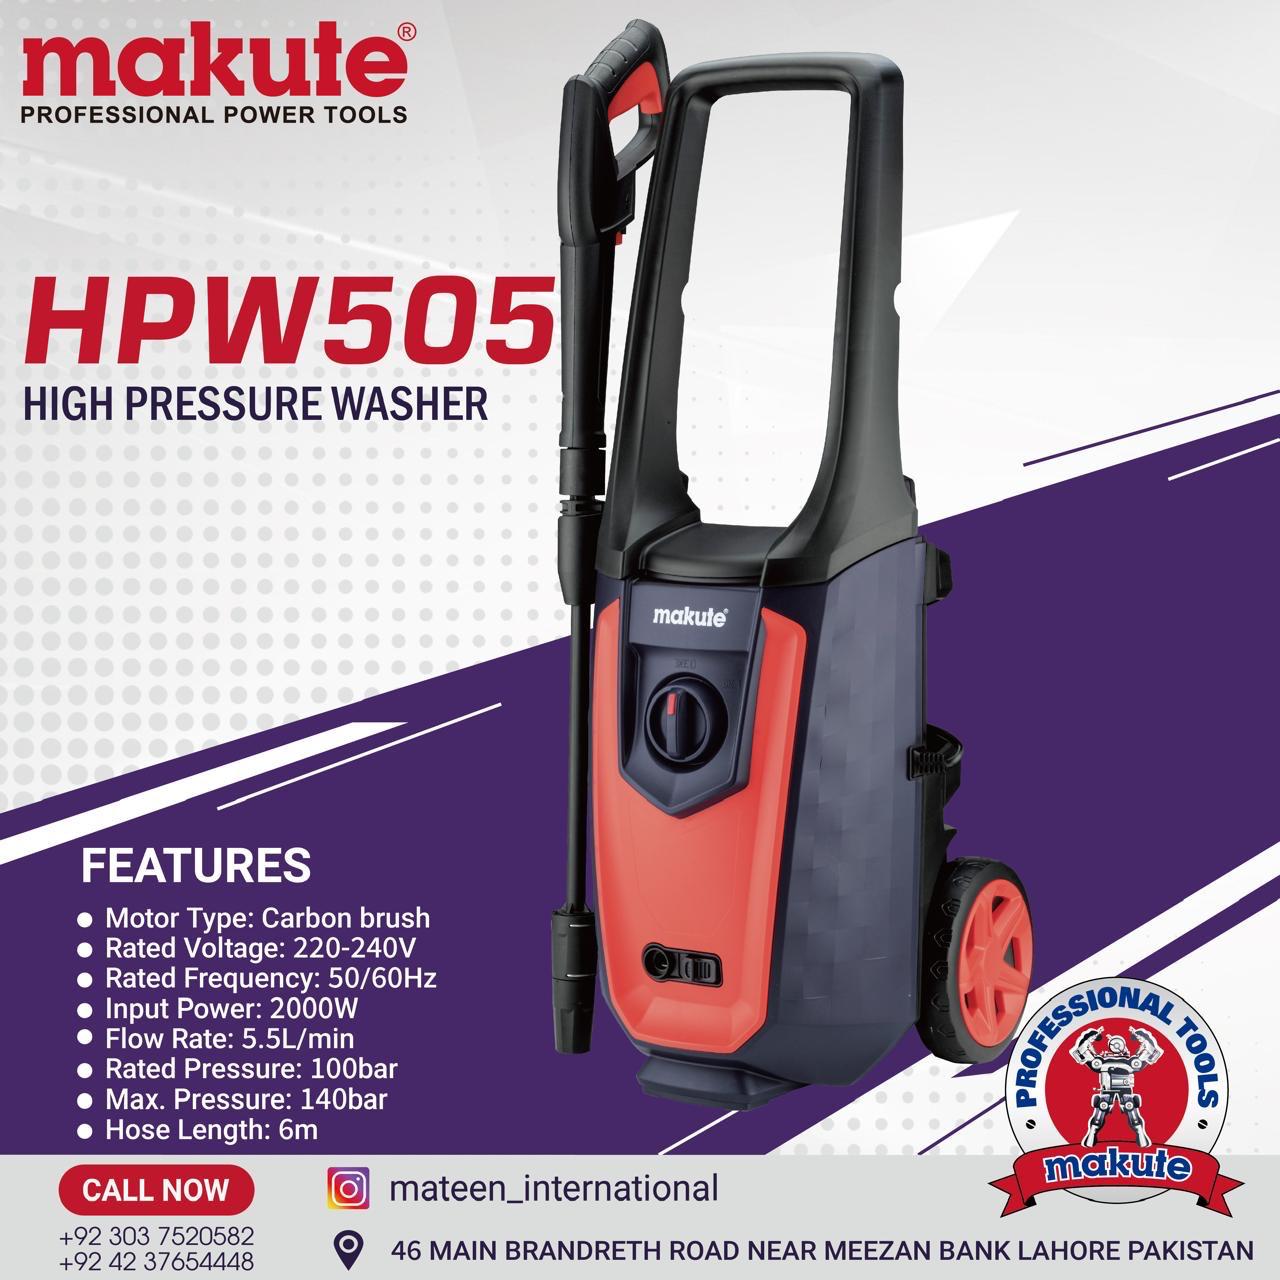 makute®
PROFESSIONAL POWER TOOLS
HPW505
HIGH PRESSURE WASHER
makute®
FEATURES
Motor Type: Carbon brush
Rated Voltage: 220-240V
Rated Frequency: 50/60Hz
Input Power: 2000W
Flow Rate: 5.5L/min
Rated Pressure: 100bar
Max. Pressure: 140bar
Hose Length: 6m
PROFESSIONAL TOOLS
makute
CALL NOW
+92 303 7520582
+92 42 37654448
mateen_international
46 MAIN BRANDRETH ROAD NEAR MEEZAN BANK LAHORE PAKISTAN